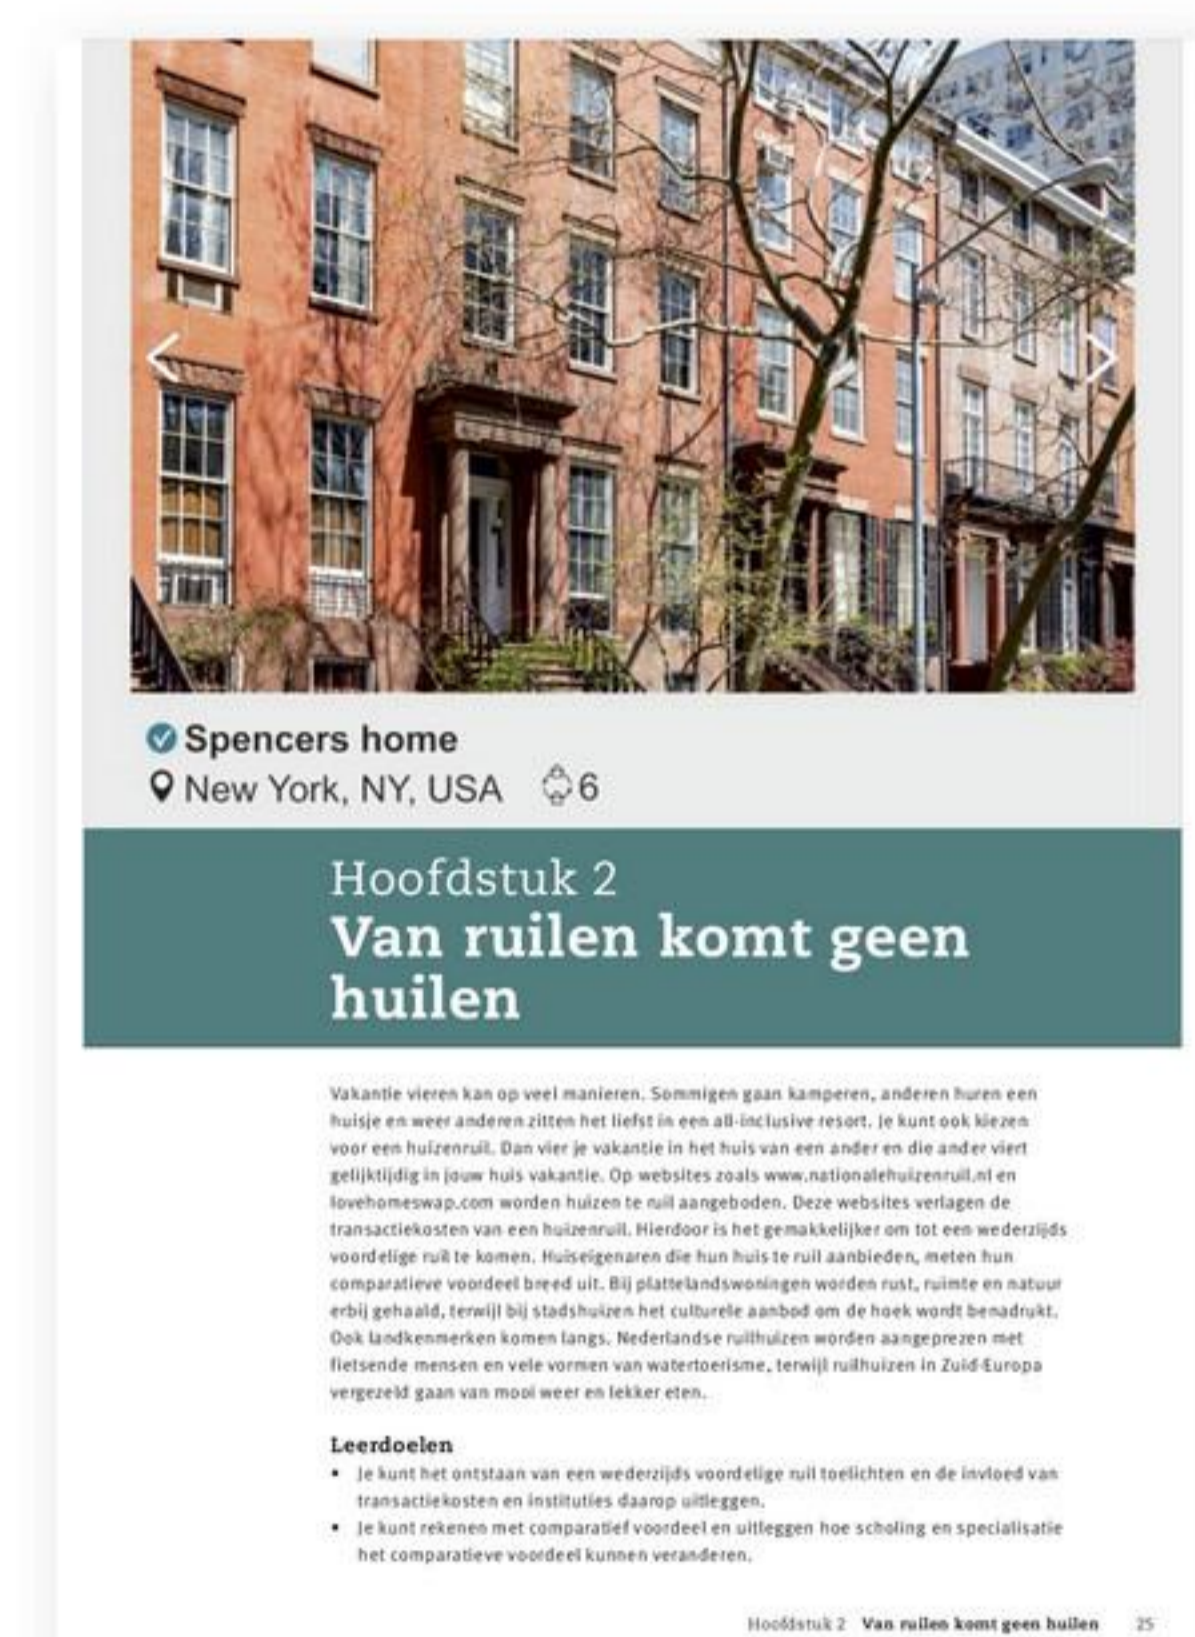 Spencers home
New York, NY, USA 6
Hoofdstuk 2
Van ruilen komt geen
huilen
Vakantie vieren kan op veel manieren. Sommigen gaan kamperen, anderen huren een
huisje en weer anderen zitten het liefst in een all-inclusive resort. Je kunt ook kiezen
voor een huizenruil. Dan vier je vakantie in het huis van een ander en die ander viert
gelijktijdig in jouw huis vakantie. Op websites zoals www.nationalehuizenruil.nl en
lovehomeswap.com worden huizen te ruil aangeboden. Deze websites verlagen de
transactiekosten van een huizenruil. Hierdoor is het gemakkelijker om tot een wederzijds
voordelige ruil te komen. Huiseigenaren die hun huis te ruil aanbieden, meten hun
comparatieve voordeel breed uit. Bij plattelandswoningen worden rust, ruimte en natuur
erbij gehaald, terwijl bij stadshuizen het culturele aanbod om de hoek wordt benadrukt.
Ook landkenmerken komen langs. Nederlandse ruilhuizen worden aangeprezen met
fietsende mensen en vele vormen van watertoerisme, terwijl ruilhuizen in Zuid-Europa
vergezeld gaan van mooi weer en lekker eten.
Leerdoelen
• Je kunt het ontstaan van een wederzijds voordelige ruil toelichten en de invloed van
transactiekosten en instituties daarop uitleggen.
• Je kunt rekenen met comparatief voordeel en uitleggen hoe scholing en specialisatie
het comparatieve voordeel kunnen veranderen.
Hoofdstuk 2 Van ruilen komt geen huilen 25